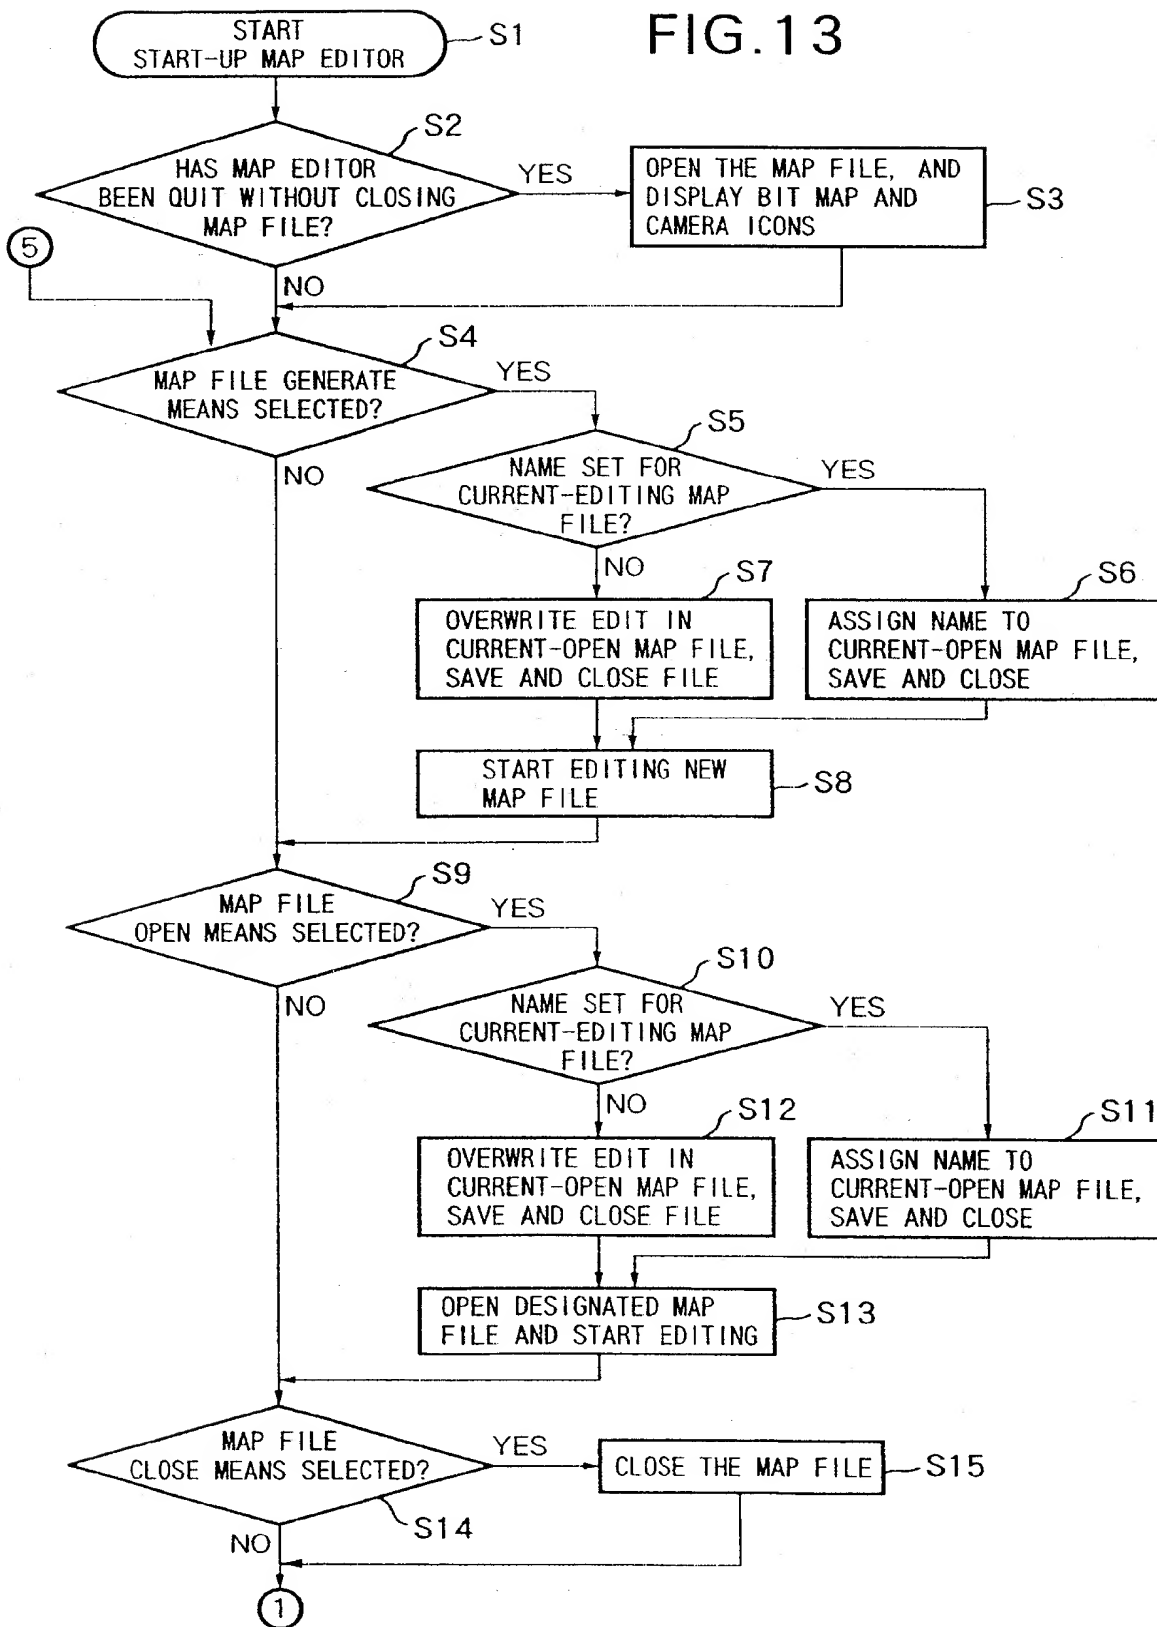 FIG.13
START
START-UP MAP EDITOR
S1
S2
HAS MAP EDITOR
BEEN QUIT WITHOUT CLOSING
MAP FILE?
YES
OPEN THE MAP FILE, AND
DISPLAY BIT MAP AND
CAMERA ICONS
S3
5
NO
S4
MAP FILE GENERATE
MEANS SELECTED?
YES
NO
S5
NAME SET FOR
CURRENT-EDITING MAP
FILE?
YES
NO
S7
OVERWRITE EDIT IN
CURRENT-OPEN MAP FILE,
SAVE AND CLOSE FILE
S6
ASSIGN NAME TO
CURRENT-OPEN MAP FILE,
SAVE AND CLOSE
START EDITING NEW
MAP FILE
S8
S9
MAP FILE
OPEN MEANS SELECTED?
YES
NO
S10
NAME SET FOR
CURRENT-EDITING MAP
FILE?
YES
NO
S12
OVERWRITE EDIT IN
CURRENT-OPEN MAP FILE,
SAVE AND CLOSE FILE
S11
ASSIGN NAME TO
CURRENT-OPEN MAP FILE,
SAVE AND CLOSE
OPEN DESIGNATED MAP
FILE AND START EDITING
S13
MAP FILE
CLOSE MEANS SELECTED?
YES
CLOSE THE MAP FILE
S15
S14
NO
1